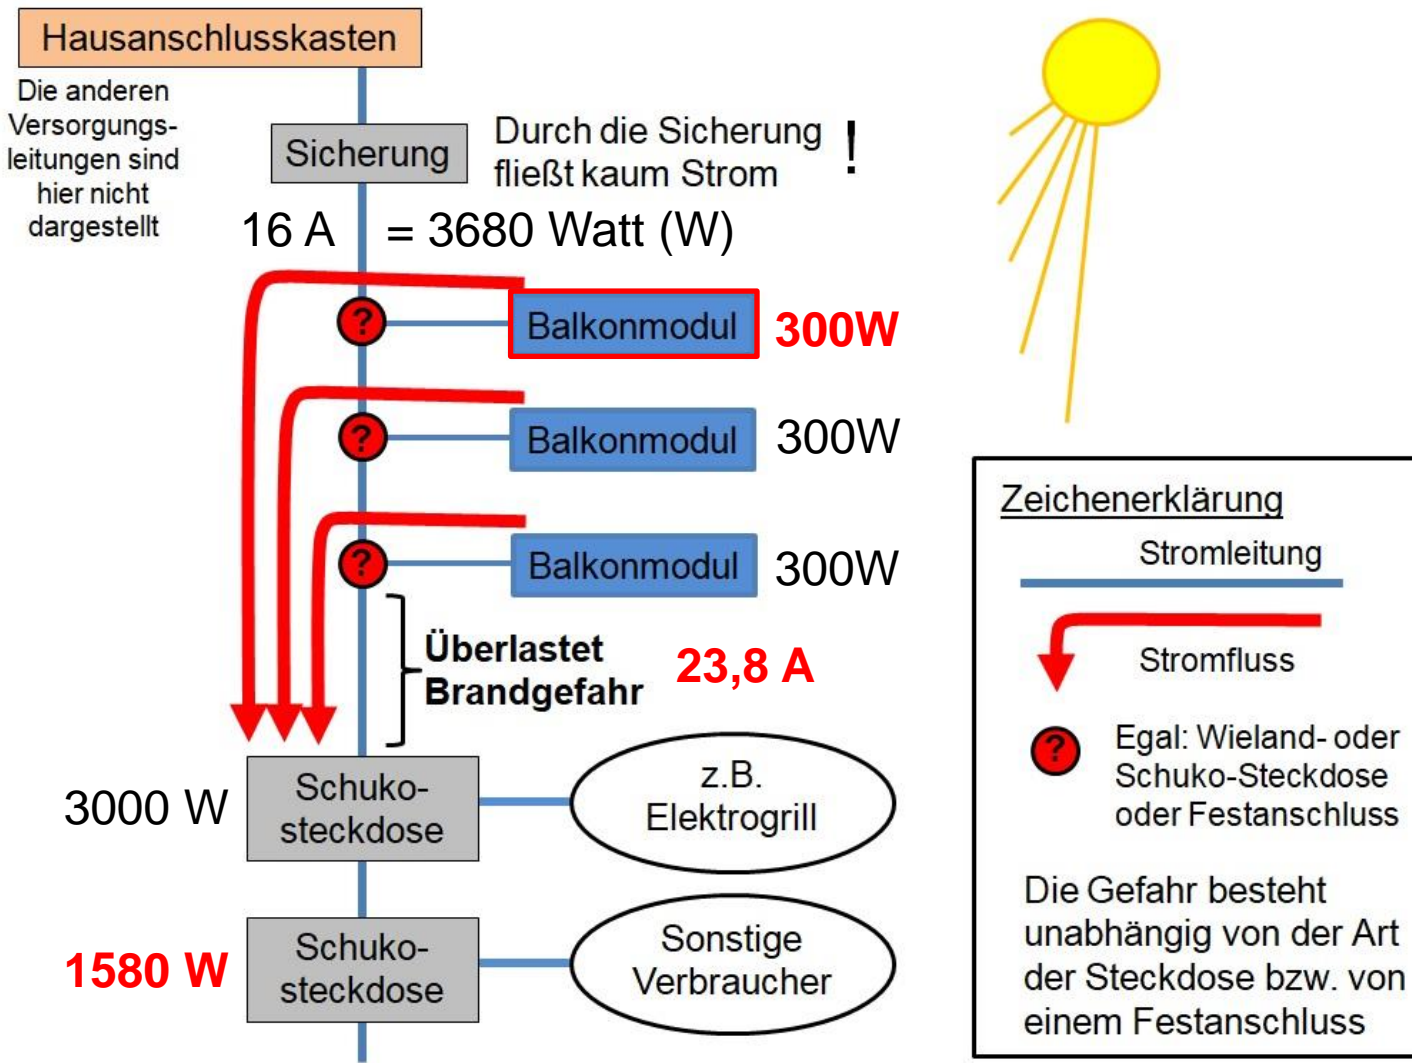 Hausanschlusskasten
Die anderen
Versorgungs-
leitungen sind
hier nicht
dargestellt
Sicherung
Durch die Sicherung
fließt kaum Strom
!
16 A
= 3680 Watt (W)
?
Balkonmodul
300W
?
Balkonmodul
300W
?
Balkonmodul
300W
Überlastet
Brandgefahr
23,8 A
3000 W
Schuko-
steckdose
z.B.
Elektrogrill
1580 W
Schuko-
steckdose
Sonstige
Verbraucher
Zeichenerklärung
Stromleitung
Stromfluss
?
Egal: Wieland- oder
Schuko-Steckdose
oder Festanschluss
Die Gefahr besteht
unabhängig von der Art
der Steckdose bzw. von
einem Festanschluss